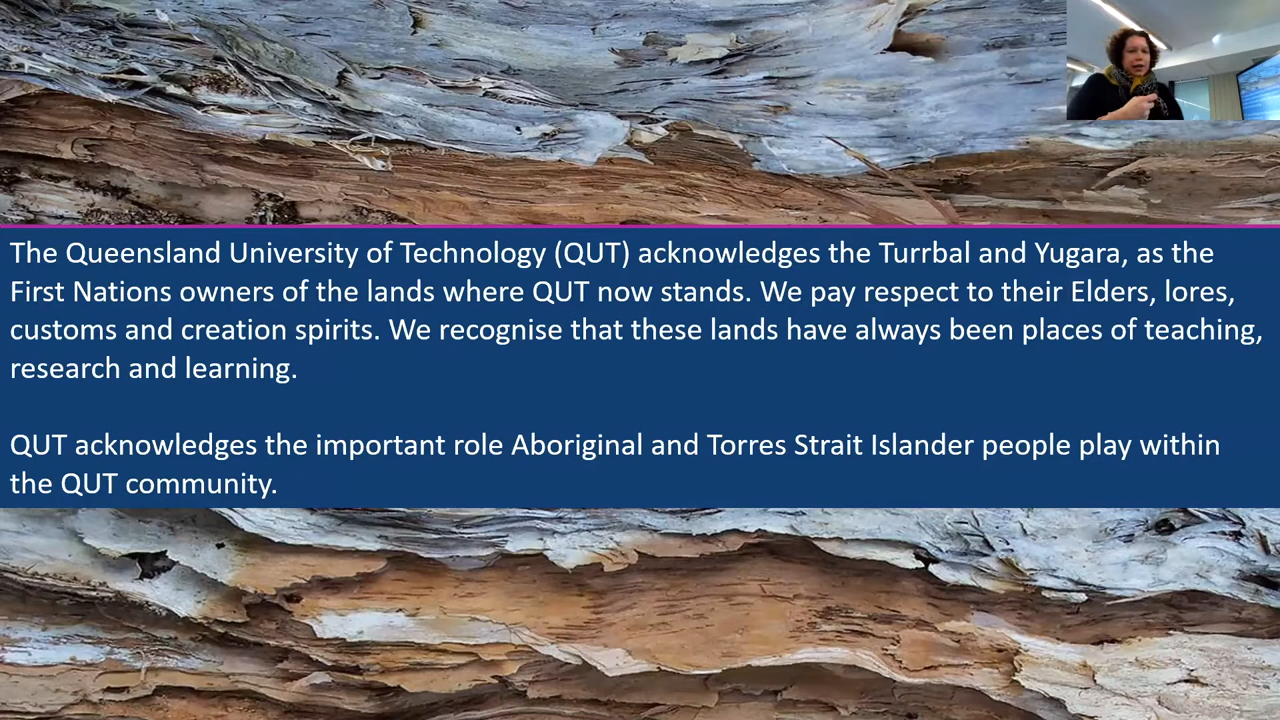 The Queensland University of Technology (QUT) acknowledges the Turrbal and Yugara, as the
First Nations owners of the lands where QUT now stands. We pay respect to their Elders, lores,
customs and creation spirits. We recognise that these lands have always been places of teaching,
research and learning.
QUT acknowledges the important role Aboriginal and Torres Strait Islander people play within
the QUT community.